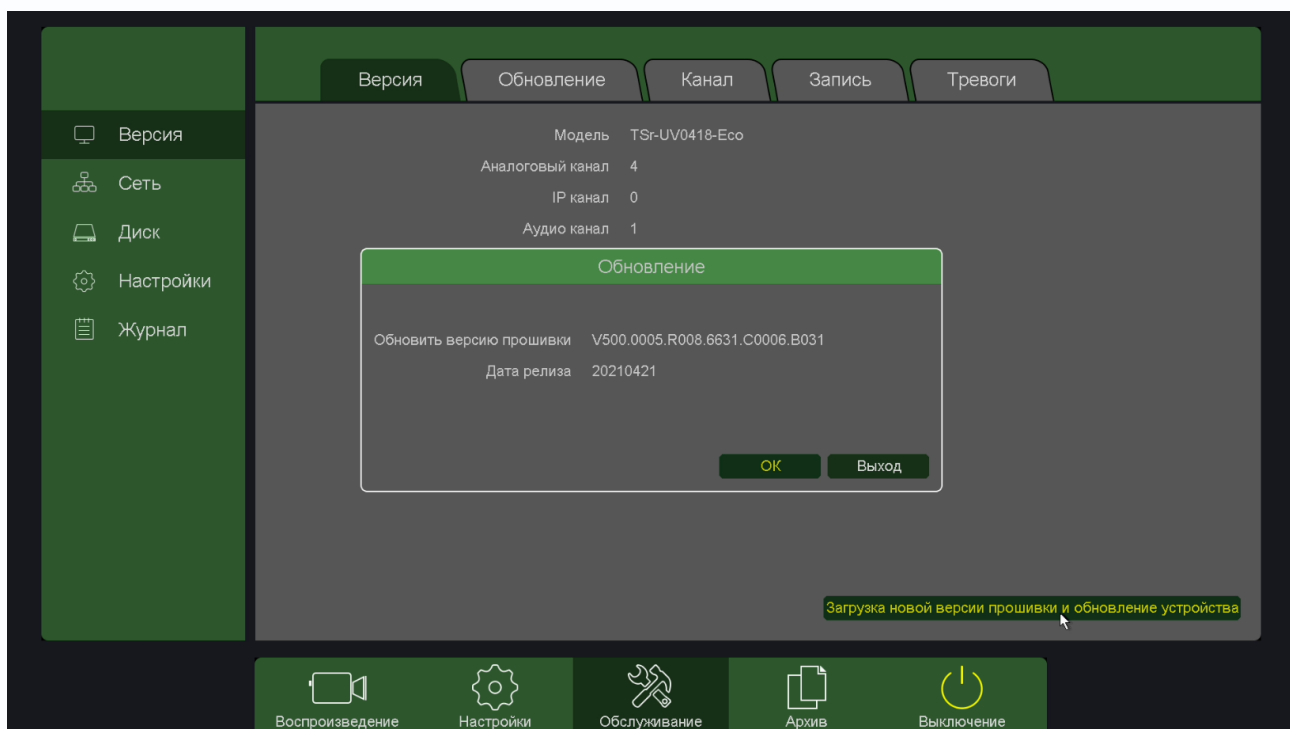 Версия Обновление Канал Запись Тревоги
Версия
Сеть
Диск
Настройки
Журнал
Модель TSr-UV0418-Eco
Аналоговый канал 4
IP канал 0
Аудио канал 1
Обновление
Обновить версию прошивки V500.0005.R008.6631.C0006.B031
Дата релиза 20210421
ОК Выход
Загрузка новой версии прошивки и обновление устройства
Воспроизведение Настройки Обслуживание Архив Выключение